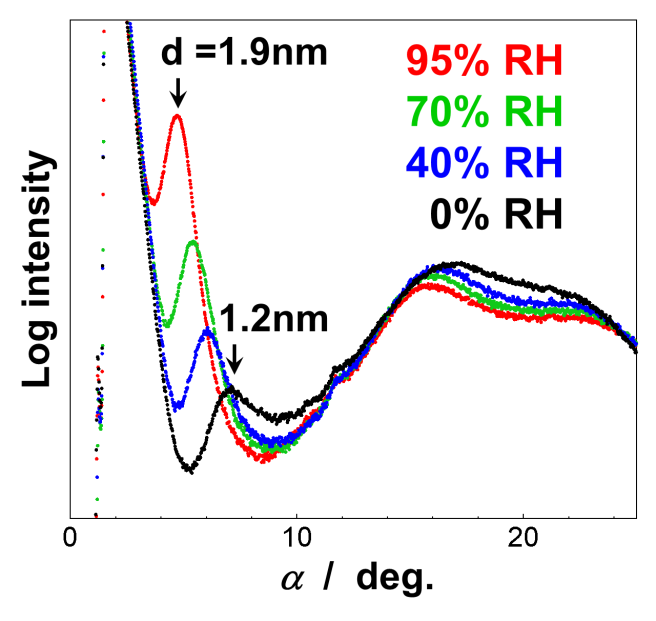 d =1.9nm
95% RH
70% RH
40% RH
0% RH
1.2nm
Log intensity
0
10
20
α / deg.